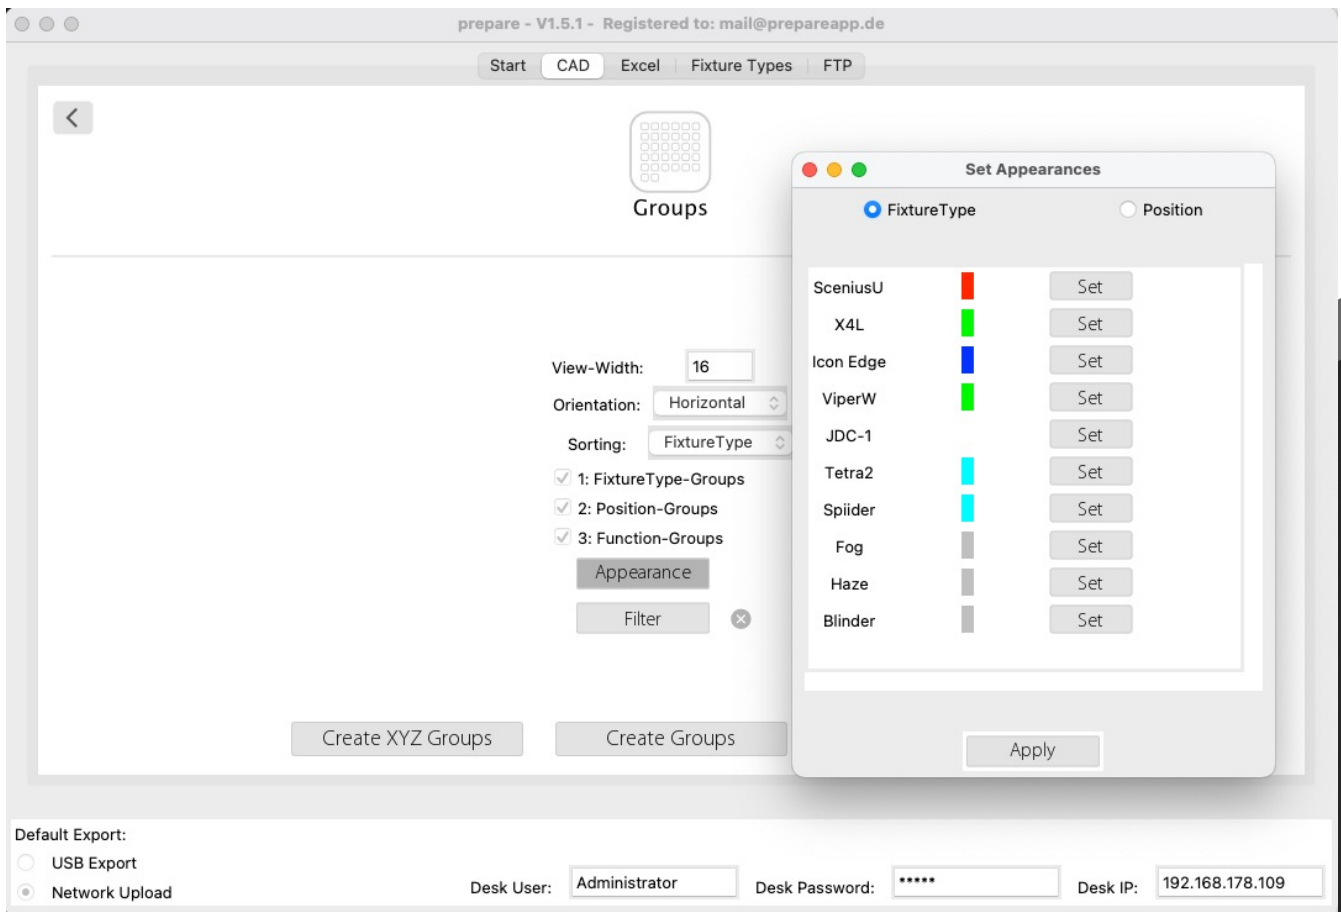 prepare - V1.5.1 - Registered to: mail@prepareapp.de
Start CAD Excel Fixture Types FTP
Groups
View-Width: 16
Orientation: Horizontal
Sorting: FixtureType
1: FixtureType-Groups
2: Position-Groups
3: Function-Groups
Appearance
Filter
Create XYZ Groups Create Groups
Set Appearances
FixtureType Position
SceniusU Set
X4L Set
Icon Edge Set
ViperW Set
JDC-1 Set
Tetra2 Set
Spiider Set
Fog Set
Haze Set
Blinder Set
Apply
Default Export:
USB Export
Network Upload
Desk User: Administrator Desk Password: ***** Desk IP: 192.168.178.109